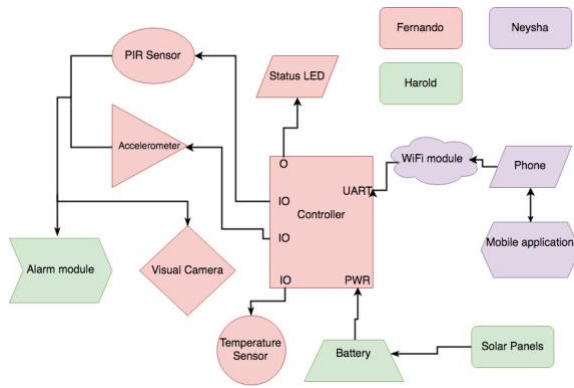 Fernando
Neysha
Harold
PIR Sensor
Status LED
Accelerometer
O
IO
IO
IO
UART
Controller
PWR
WiFi module
Phone
Mobile application
Alarm module
Visual Camera
Temperature
Sensor
Battery
Solar Panels